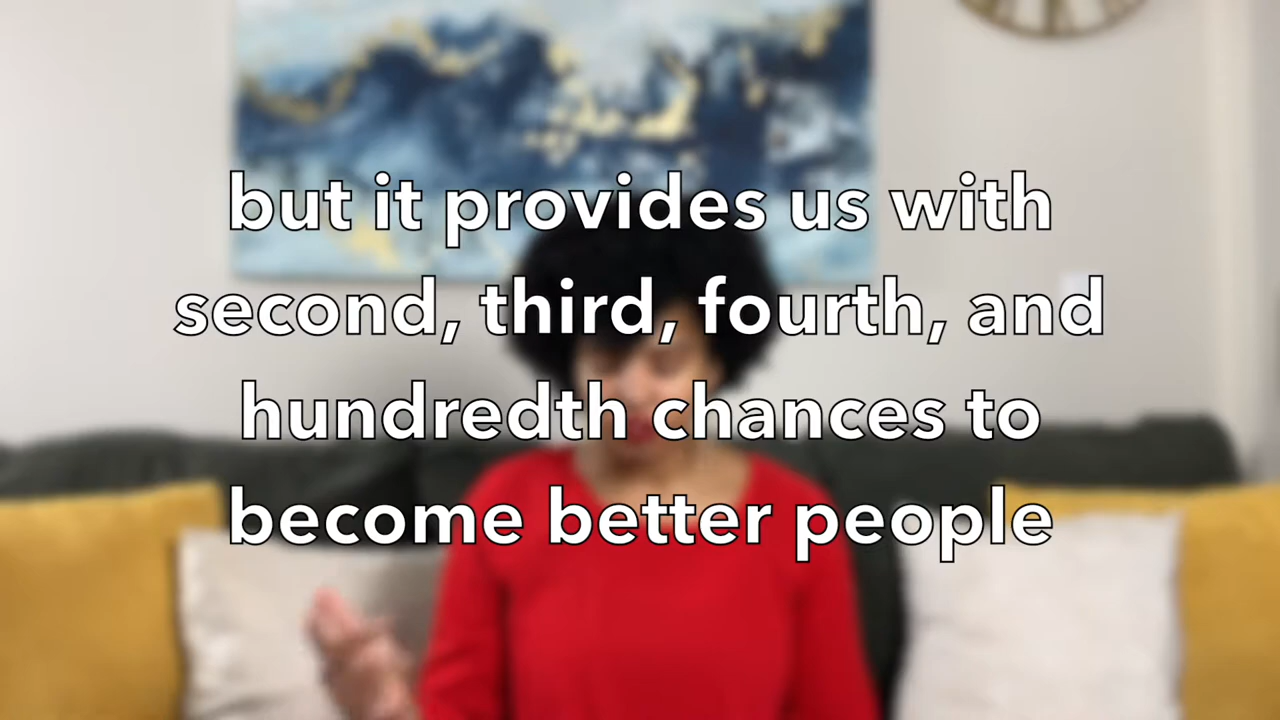 but it provides us with
second, third, fourth, and
hundredth chances to
become better people